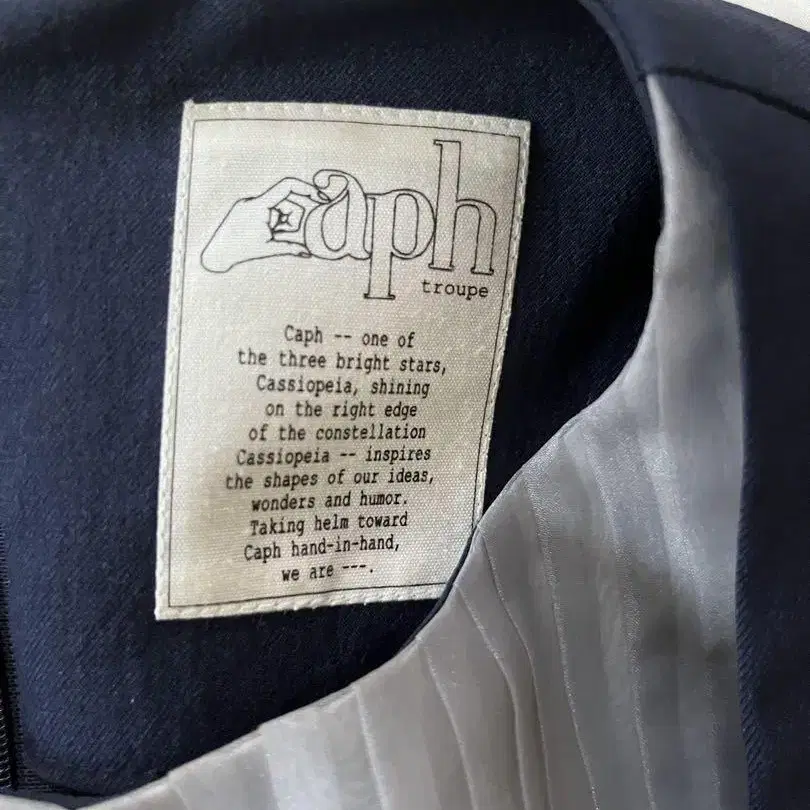 Caph
troupe
Caph -- one of
the three bright stars,
Cassiopeia, shining
on the right edge
of the constellation
Cassiopeia -- inspires
the shapes of our ideas,
wonders and humor.
Taking helm toward
Caph hand-in-hand,
we are ---.